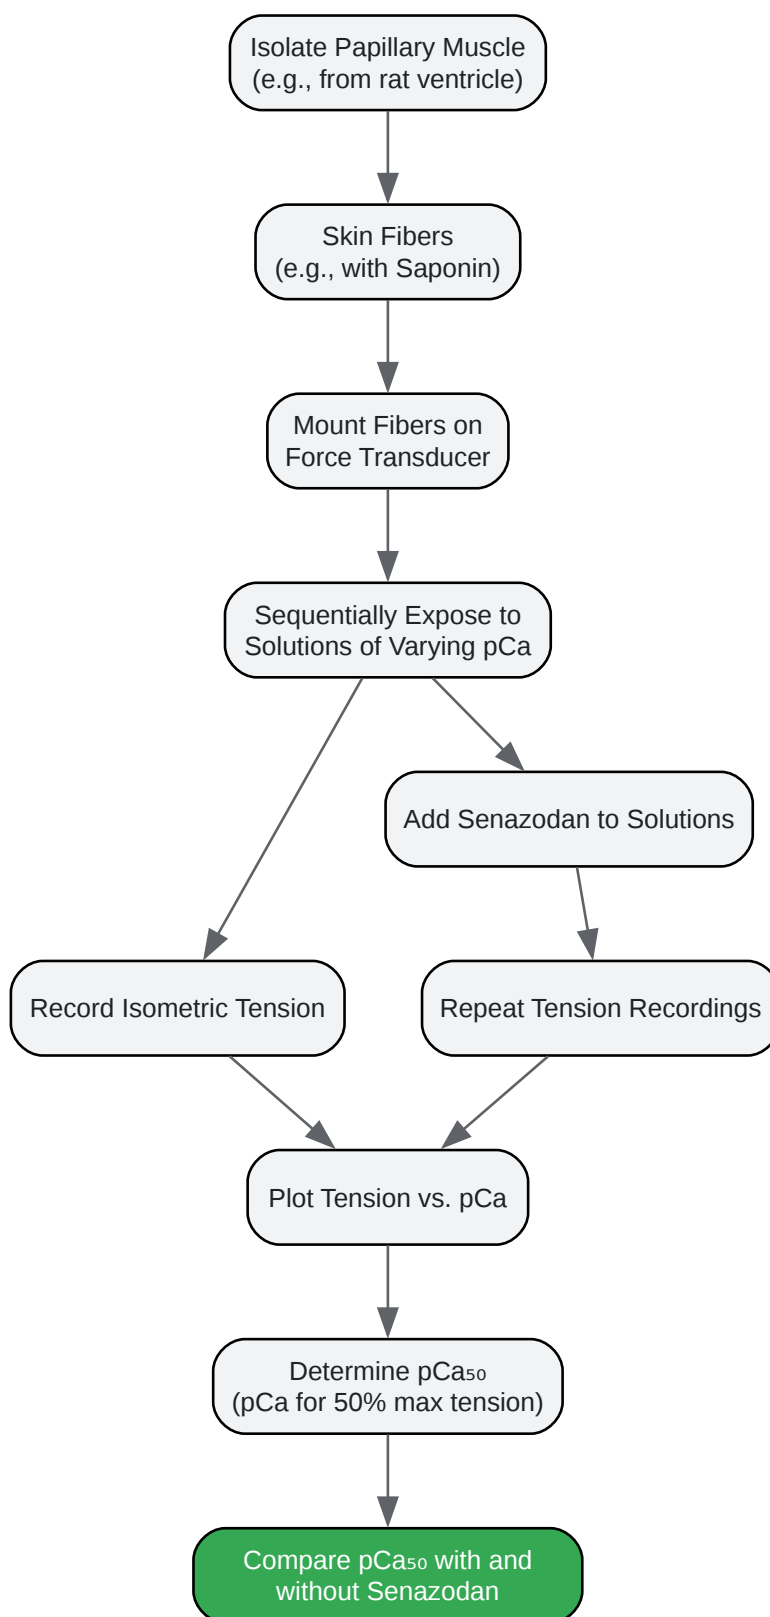 Isolate Papillary Muscle
(e.g., from rat ventricle)
Skin Fibers
(e.g., with Saponin)
Mount Fibers on
Force Transducer
Sequentially Expose to
Solutions of Varying pCa
Add Senazodan to Solutions
Record Isometric Tension
Repeat Tension Recordings
Plot Tension vs. pCa
Determine pCa₅₀
(pCa for 50% max tension)
Compare pCa₅₀ with and
without Senazodan